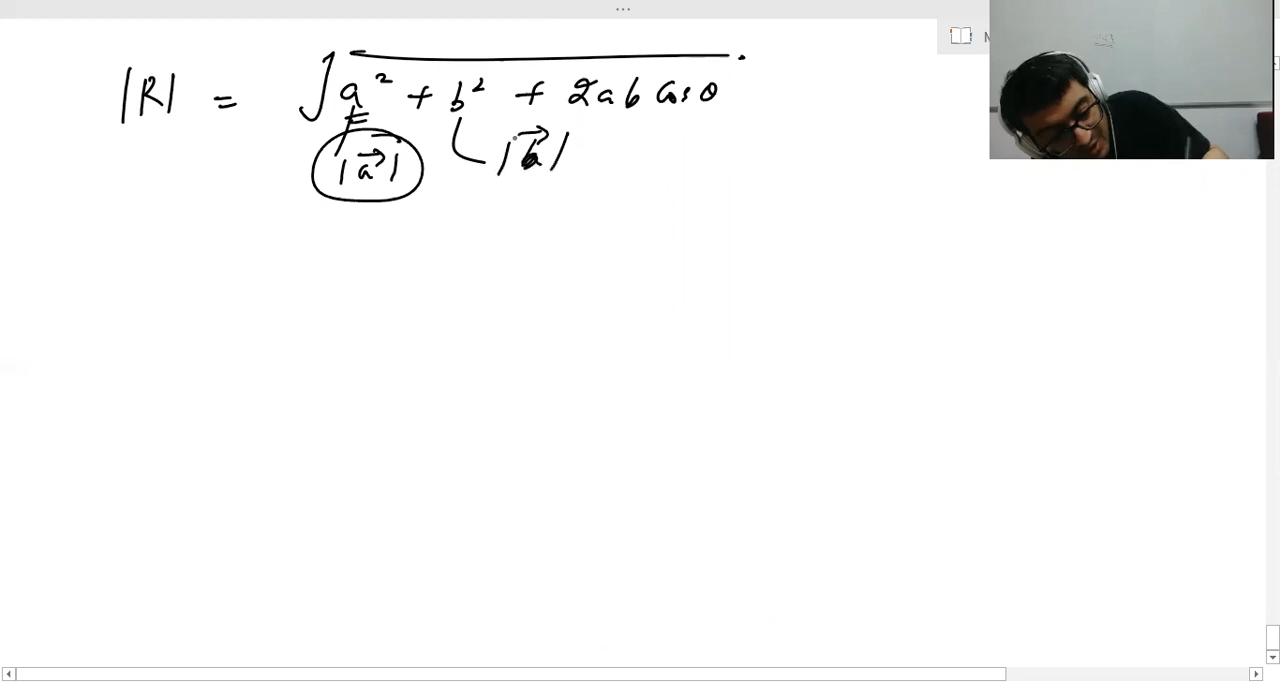 |R| = √a² + b² + 2ab cos θ
|a⃗| |b⃗|